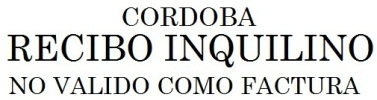 CORDOBA
RECIBO INQUILINO
NO VALIDO COMO FACTURA